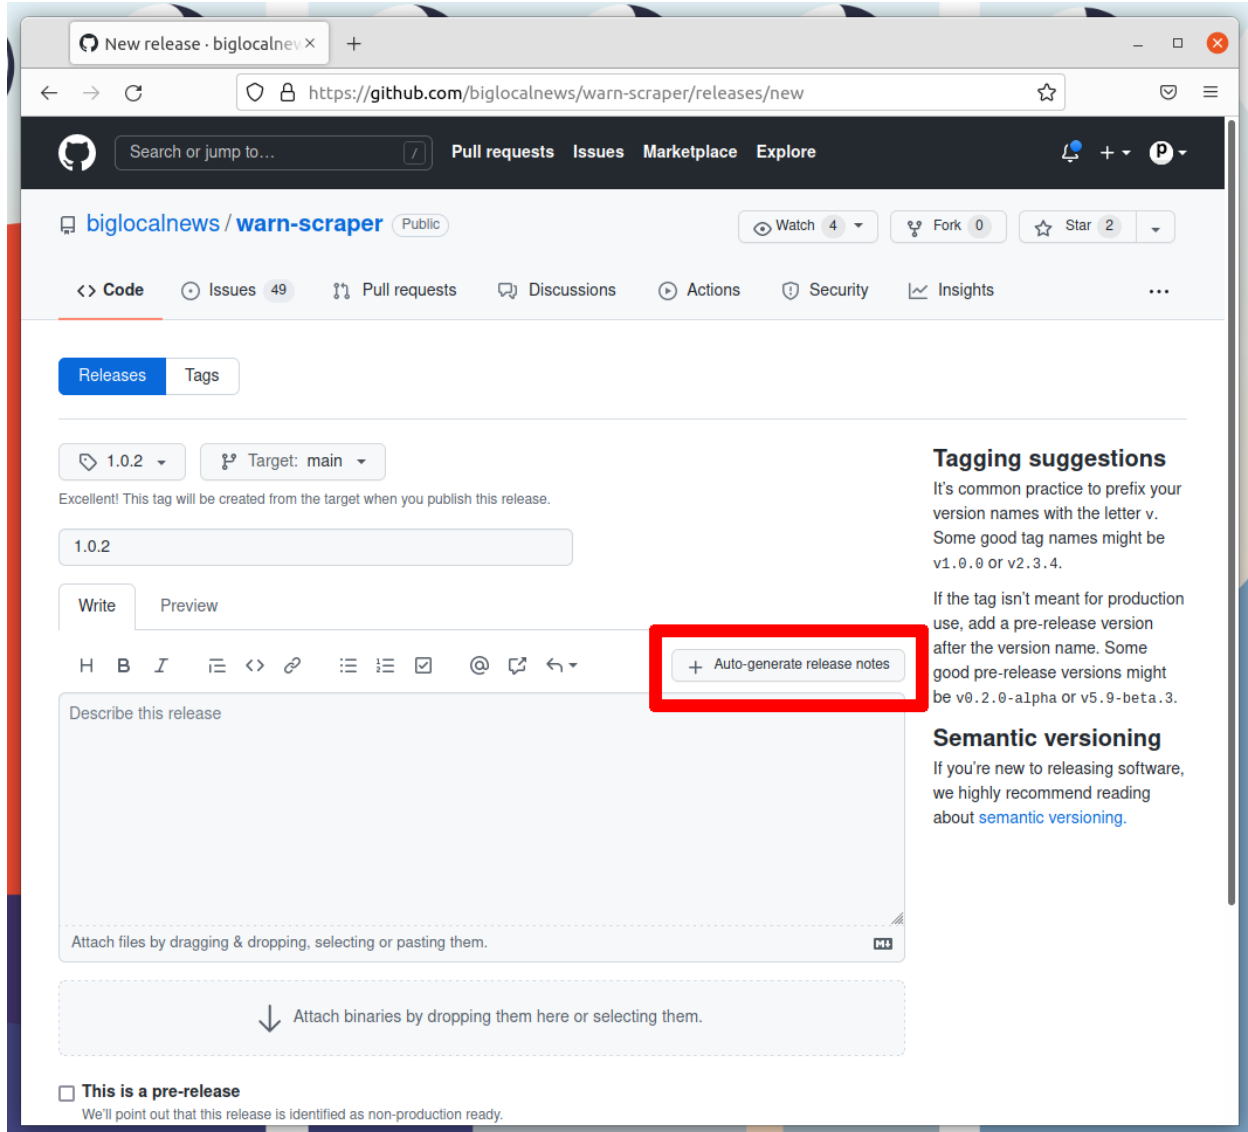 New release · biglocalnew
https://github.com/biglocalnews/warn-scraper/releases/new
Search or jump to... / Pull requests Issues Marketplace Explore
biglocalnews / warn-scraper Public
Watch 4 Fork 0 Star 2
Code Issues 49 Pull requests Discussions Actions Security Insights
Releases Tags
1.0.2 Target: main
Excellent! This tag will be created from the target when you publish this release.
1.0.2
Write Preview
H B I
Auto-generate release notes
Describe this release
Attach files by dragging & dropping, selecting or pasting them.
Attach binaries by dropping them here or selecting them.
This is a pre-release
We'll point out that this release is identified as non-production ready.
Tagging suggestions
It's common practice to prefix your
version names with the letter v.
Some good tag names might be
v1.0.0 or v2.3.4.
If the tag isn't meant for production
use, add a pre-release version
after the version name. Some
good pre-release versions might
be v0.2.0-alpha or v5.9-beta.3.
Semantic versioning
If you're new to releasing software,
we highly recommend reading
about semantic versioning.